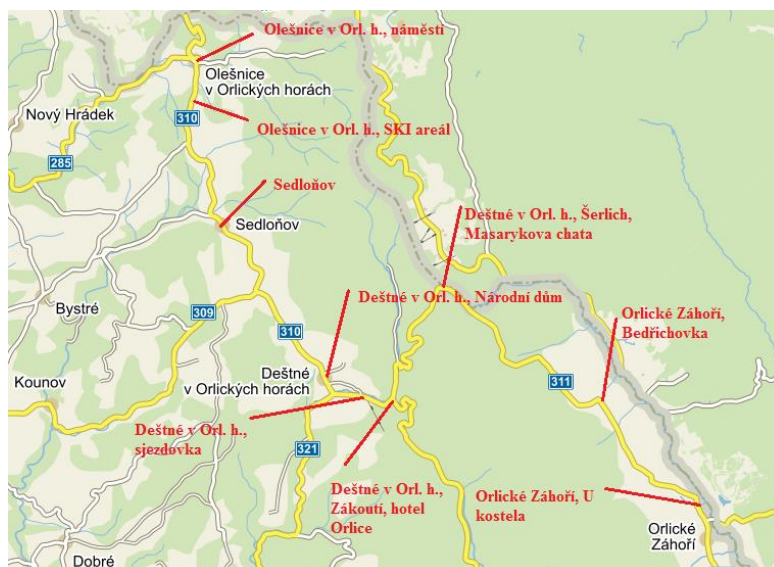 Olešnice v Orl. h., náměstí
Olešnice
v Orlických horách
Nový Hrádek
310
Olešnice v Orl. h., SKI areál
285
Sedloňov
Sedloňov
Deštné v Orl. h., Šerlich,
Masarykova chata
Bystré
Deštné v Orl. h., Národní dům
309
310
Orlické Záhoří,
Bedřichovka
Deštné
v Orlických horách
311
Kounov
Deštné v Orl. h.,
sjezdovka
321
Deštné v Orl. h.,
Zákoutí, hotel
Orlice
Orlické Záhoří, U
kostela
Orlické
Záhoří
Dobré